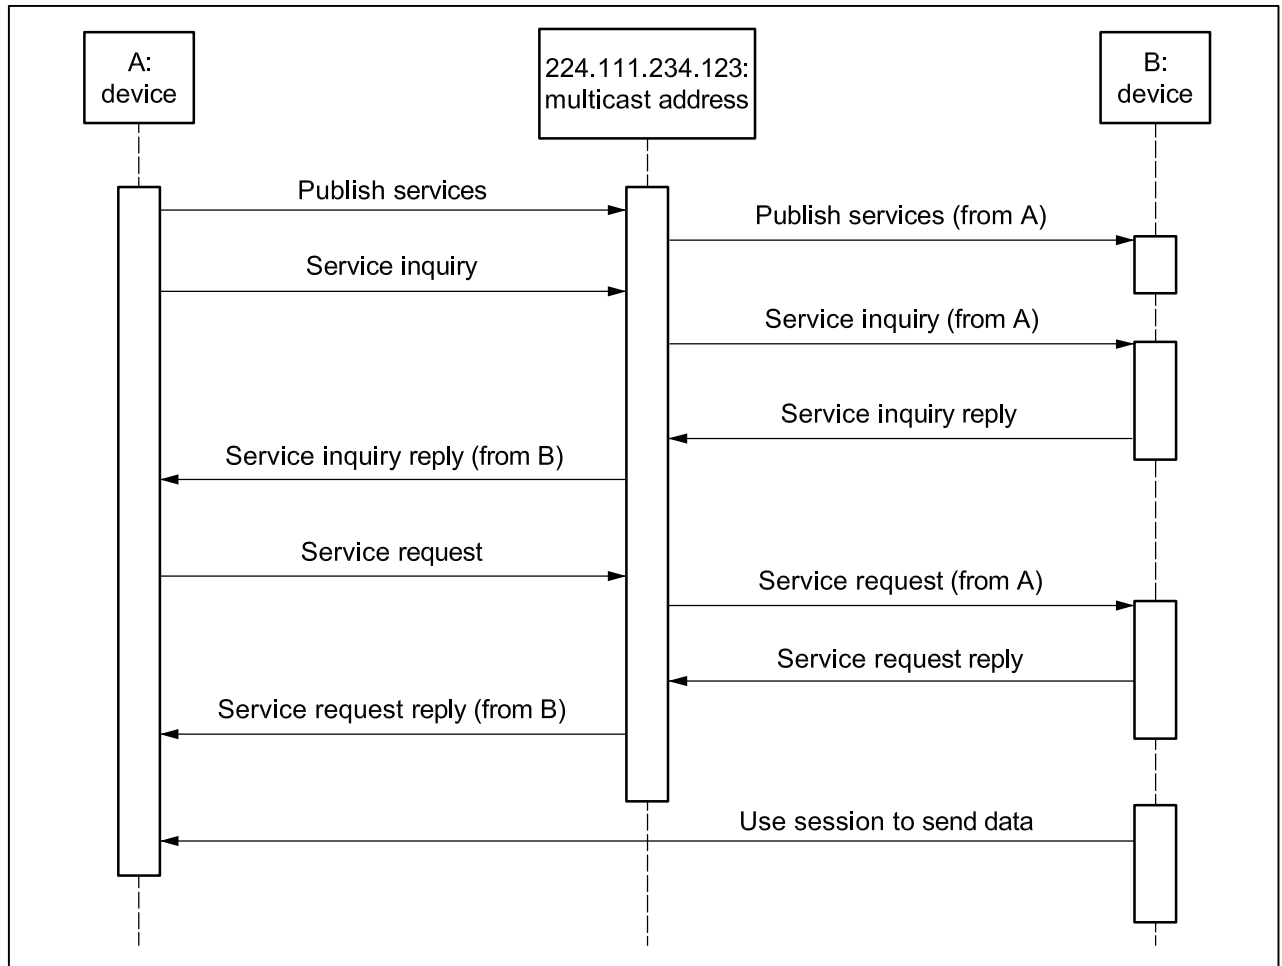 A:
device
224.111.234.123:
multicast address
B:
device
Publish services
Publish services (from A)
Service inquiry
Service inquiry (from A)
Service inquiry reply
Service inquiry reply (from B)
Service request
Service request (from A)
Service request reply
Service request reply (from B)
Use session to send data